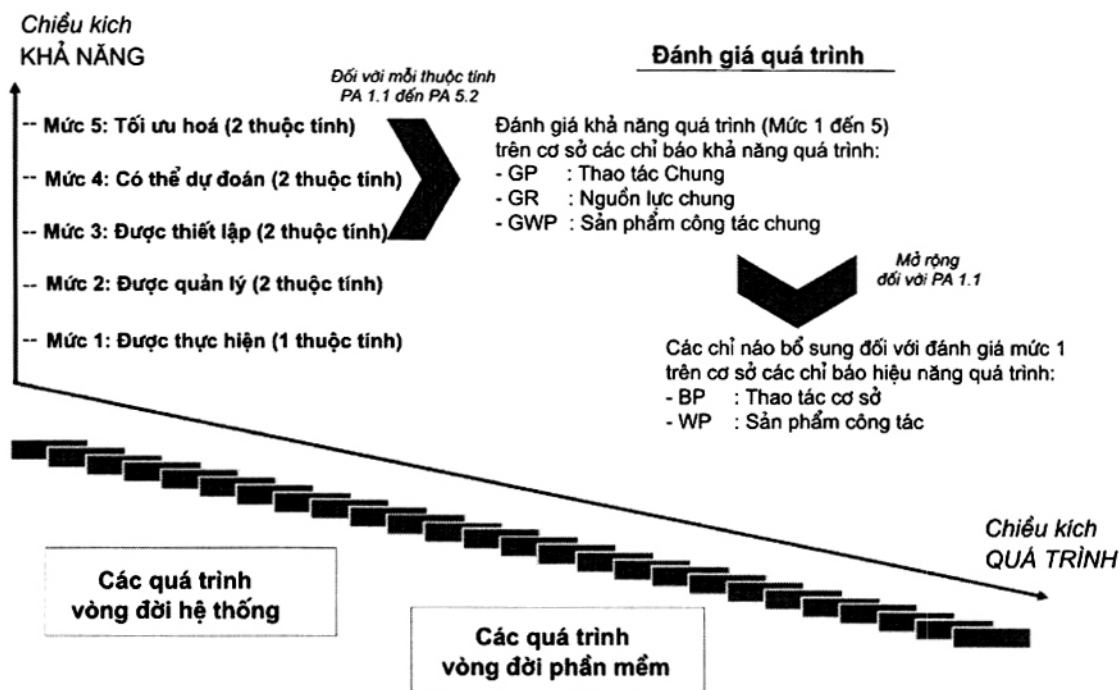 Chiều kích
KHẢ NĂNG
Đánh giá quá trình
Đối với mỗi thuộc tính
PA 1.1 đến PA 5.2
-- Mức 5: Tối ưu hoá (2 thuộc tính)
-- Mức 4: Có thể dự đoán (2 thuộc tính)
-- Mức 3: Được thiết lập (2 thuộc tính)
-- Mức 2: Được quản lý (2 thuộc tính)
-- Mức 1: Được thực hiện (1 thuộc tính)
Đánh giá khả năng quá trình (Mức 1 đến 5)
trên cơ sở các chỉ báo khả năng quá trình:
- GP : Thao tác Chung
- GR : Nguồn lực chung
- GWP : Sản phẩm công tác chung
Mở rộng
đối với PA 1.1
Các chỉ náo bổ sung đối với đánh giá mức 1
trên cơ sở các chỉ báo hiệu năng quá trình:
- BP : Thao tác cơ sở
- WP : Sản phẩm công tác
Chiều kích
QUÁ TRÌNH
Các quá trình
vòng đời hệ thống
Các quá trình
vòng đời phần mềm